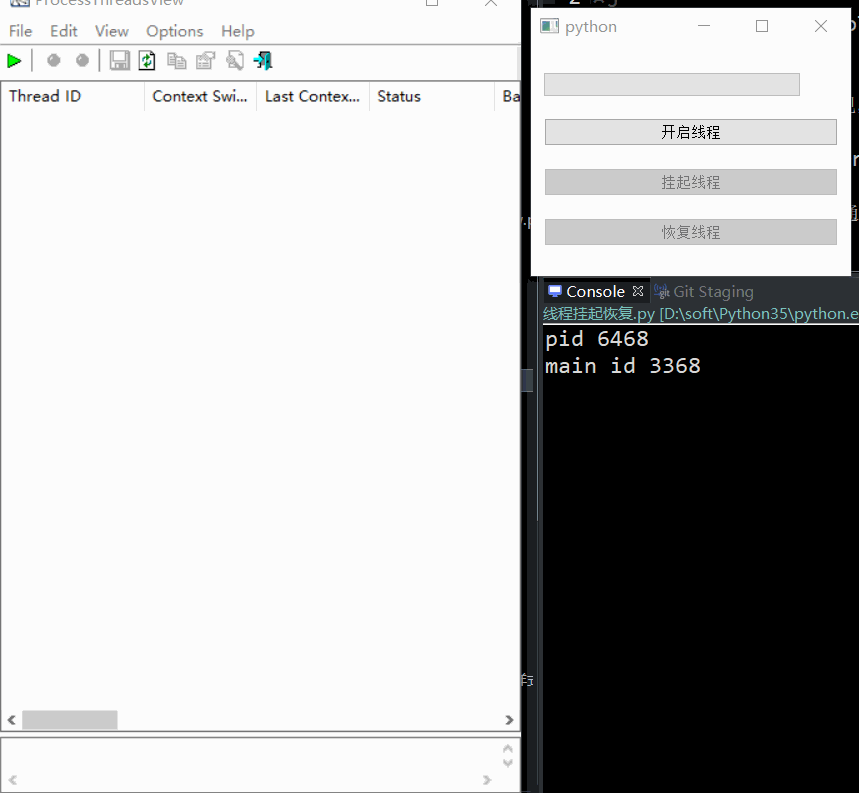 ProcessThreadsView
File Edit View Options Help
Thread ID Context Swi... Last Contex... Status Ba
python
开启线程
挂起线程
恢复线程
Console Git Staging
线程挂起恢复.py [D:\soft\Python35\python.e
pid 6468
main id 3368